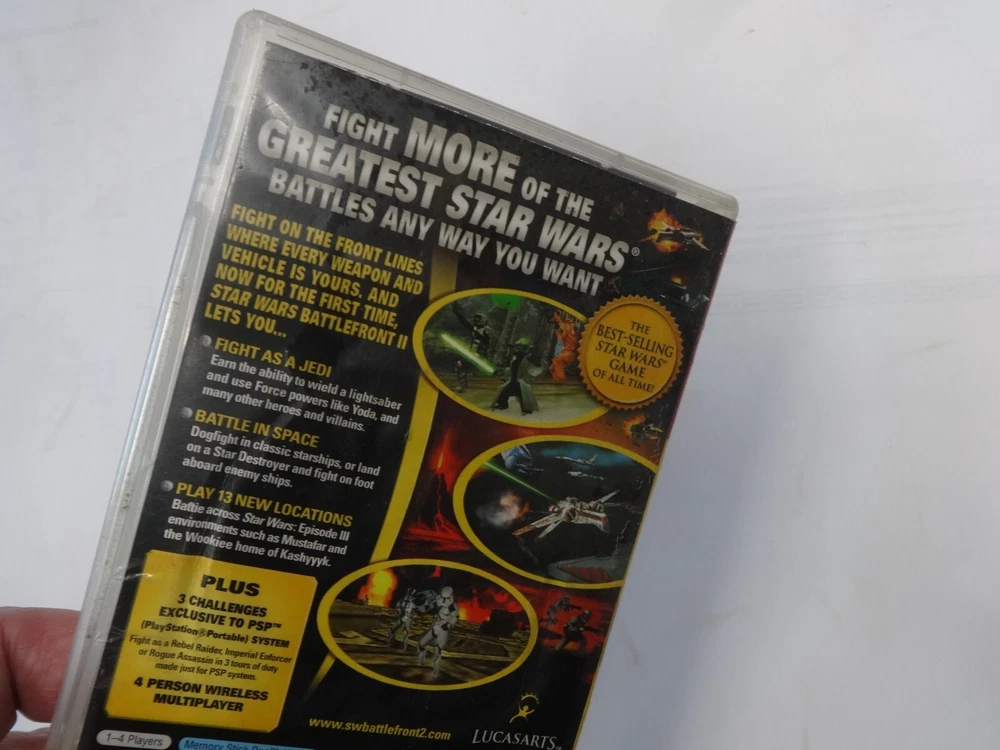 FIGHT MORE OF THE
GREATEST STAR WARS®
BATTLES ANY WAY YOU WANT
FIGHT ON THE FRONT LINES
WHERE EVERY WEAPON AND
VEHICLE IS YOURS. AND
NOW FOR THE FIRST TIME,
STAR WARS BATTLEFRONT II
LETS YOU...
FIGHT AS A JEDI
Earn the ability to wield a lightsaber
and use Force powers like Yoda, and
many other heroes and villains.
BATTLE IN SPACE
Dogfight in classic starships, or land
on a Star Destroyer and fight on foot
aboard enemy ships.
PLAY 13 NEW LOCATIONS
Battle across Star Wars: Episode III
environments such as Mustafar and
the Wookiee home of Kashyyyk.
THE
BEST-SELLING
STAR WARS®
GAME
OF ALL TIME!
PLUS
3 CHALLENGES
EXCLUSIVE TO PSP™
(PlayStation®Portable) SYSTEM
Fight as a Rebel Raider, Imperial Enforcer
or Rogue Assassin in 3 tours of duty
made just for PSP system.
4 PERSON WIRELESS
MULTIPLAYER
www.swbattlefront2.com
LUCASARTS™
1–4 Players
Memory Stick